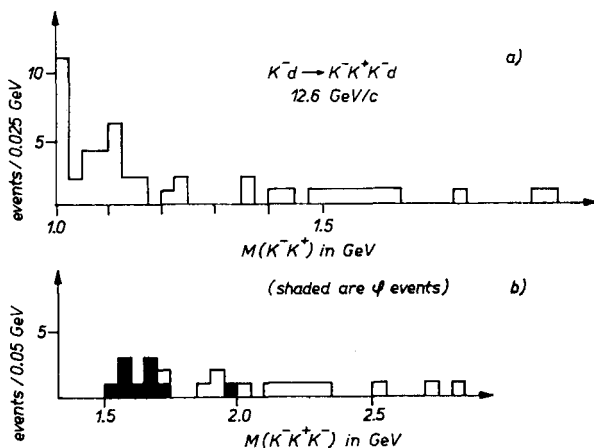 a)
K⁻d → K⁻K⁺K⁻d
12.6 GeV/c
events / 0.025 GeV
10
5
1.0
1.5
M(K⁻K⁺) in GeV
b)
(shaded are φ events)
events / 0.05 GeV
5
1.5
2.0
2.5
M(K⁻K⁺K⁻) in GeV